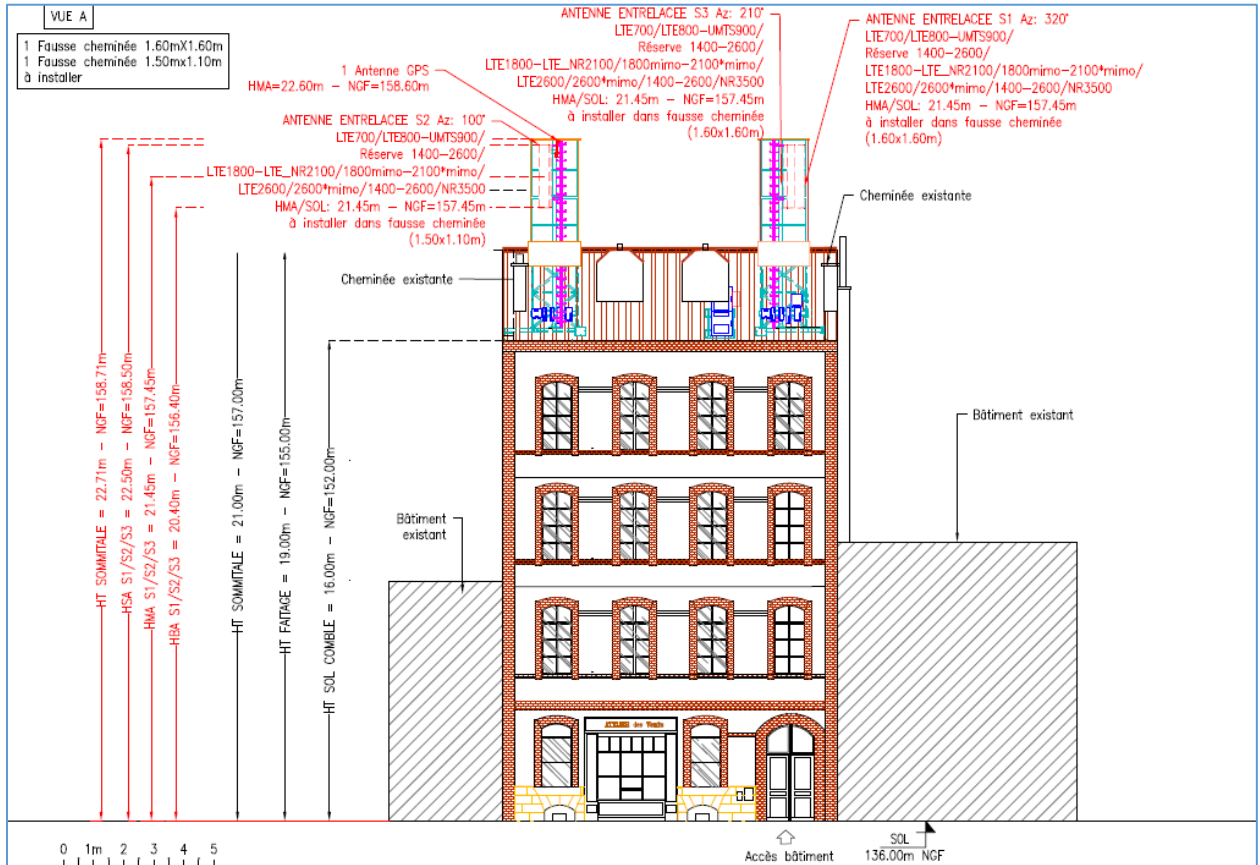 VUE A
1 Fausse cheminée 1.60mX1.60m
1 Fausse cheminée 1.50mx1.10m
à installer
1 Antenne GPS
HMA=22.60m - NGF=158.60m
ANTENNE ENTRELACEE S2 Az: 100°
LTE700/LTE800-UMTS900/
Réserve 1400-2600/
LTE1800-LTE_NR2100/1800mimo-2100*mimo/
LTE2600/2600*mimo/1400-2600/NR3500
HMA/SOL: 21.45m - NGF=157.45m
à installer dans fausse cheminée
(1.50x1.10m)
ANTENNE ENTRELACEE S3 Az: 210°
LTE700/LTE800-UMTS900/
Réserve 1400-2600/
LTE1800-LTE_NR2100/1800mimo-2100*mimo/
LTE2600/2600*mimo/1400-2600/NR3500
HMA/SOL: 21.45m - NGF=157.45m
à installer dans fausse cheminée
(1.60x1.60m)
ANTENNE ENTRELACEE S1 Az: 320°
LTE700/LTE800-UMTS900/
Réserve 1400-2600/
LTE1800-LTE_NR2100/1800mimo-2100*mimo/
LTE2600/2600*mimo/1400-2600/NR3500
HMA/SOL: 21.45m - NGF=157.45m
à installer dans fausse cheminée
(1.60x1.60m)
Cheminée existante
Cheminée existante
HT SOMMITALE = 22.71m - NGF=158.71m
HSA S1/S2/S3 = 22.50m - NGF=158.50m
HMA S1/S2/S3 = 21.45m - NGF=157.45m
HBA S1/S2/S3 = 20.40m - NGF=156.40m
HT SOMMITALE = 21.00m - NGF=157.00m
HT FAITAGE = 19.00m - NGF=155.00m
HT SOL COMBLE = 16.00m - NGF=152.00m
Bâtiment existant
Bâtiment
existant
ATELIER des Vents
0 1m 2 3 4 5
Accès bâtiment
SOL
136.00m NGF